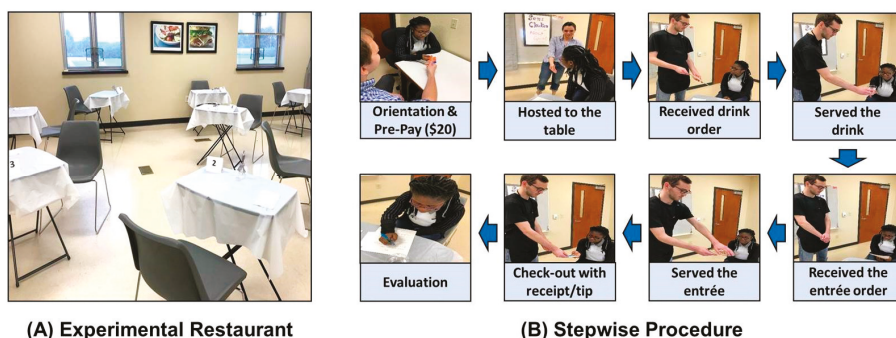 3
2
Orientation &
Pre-Pay ($20)
Hosted to the
table
Received drink
order
Served the
drink
Evaluation
Check-out with
receipt/tip
Served the
entrée
Received the
entrée order
(A) Experimental Restaurant
(B) Stepwise Procedure